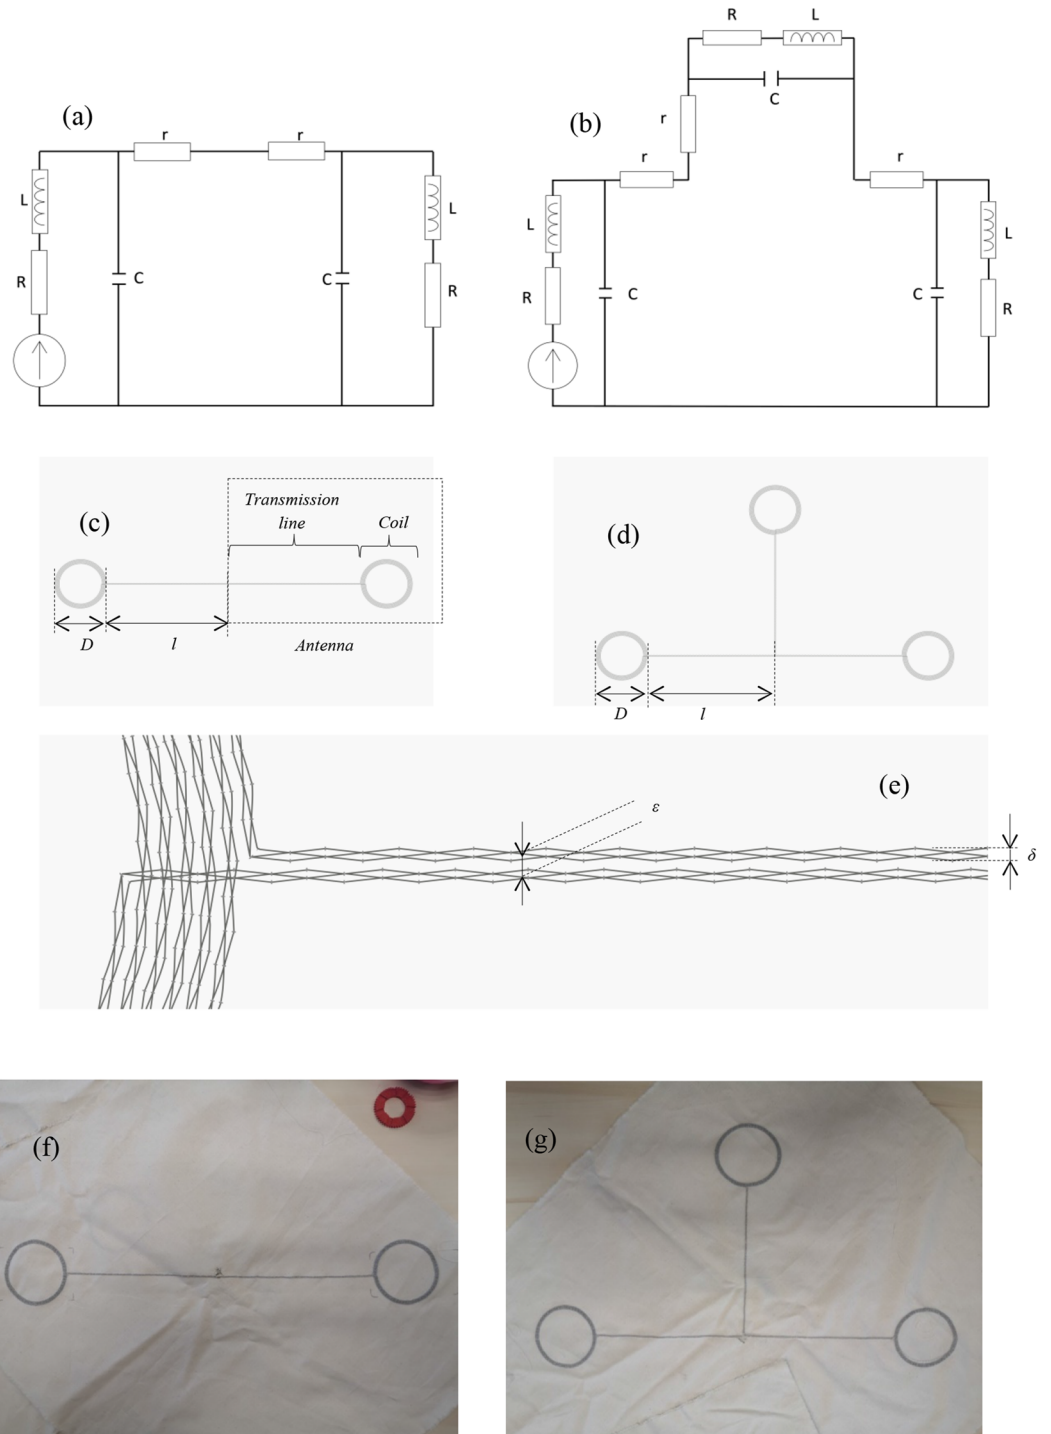 (a)
r
r
L
R
C
C
L
R
R
L
(b)
C
r
r
r
L
R
C
C
L
R
(c)
Transmission
line
Coil
D
l
Antenna
(d)
D
l
(e)
ε
δ
(f)
(g)